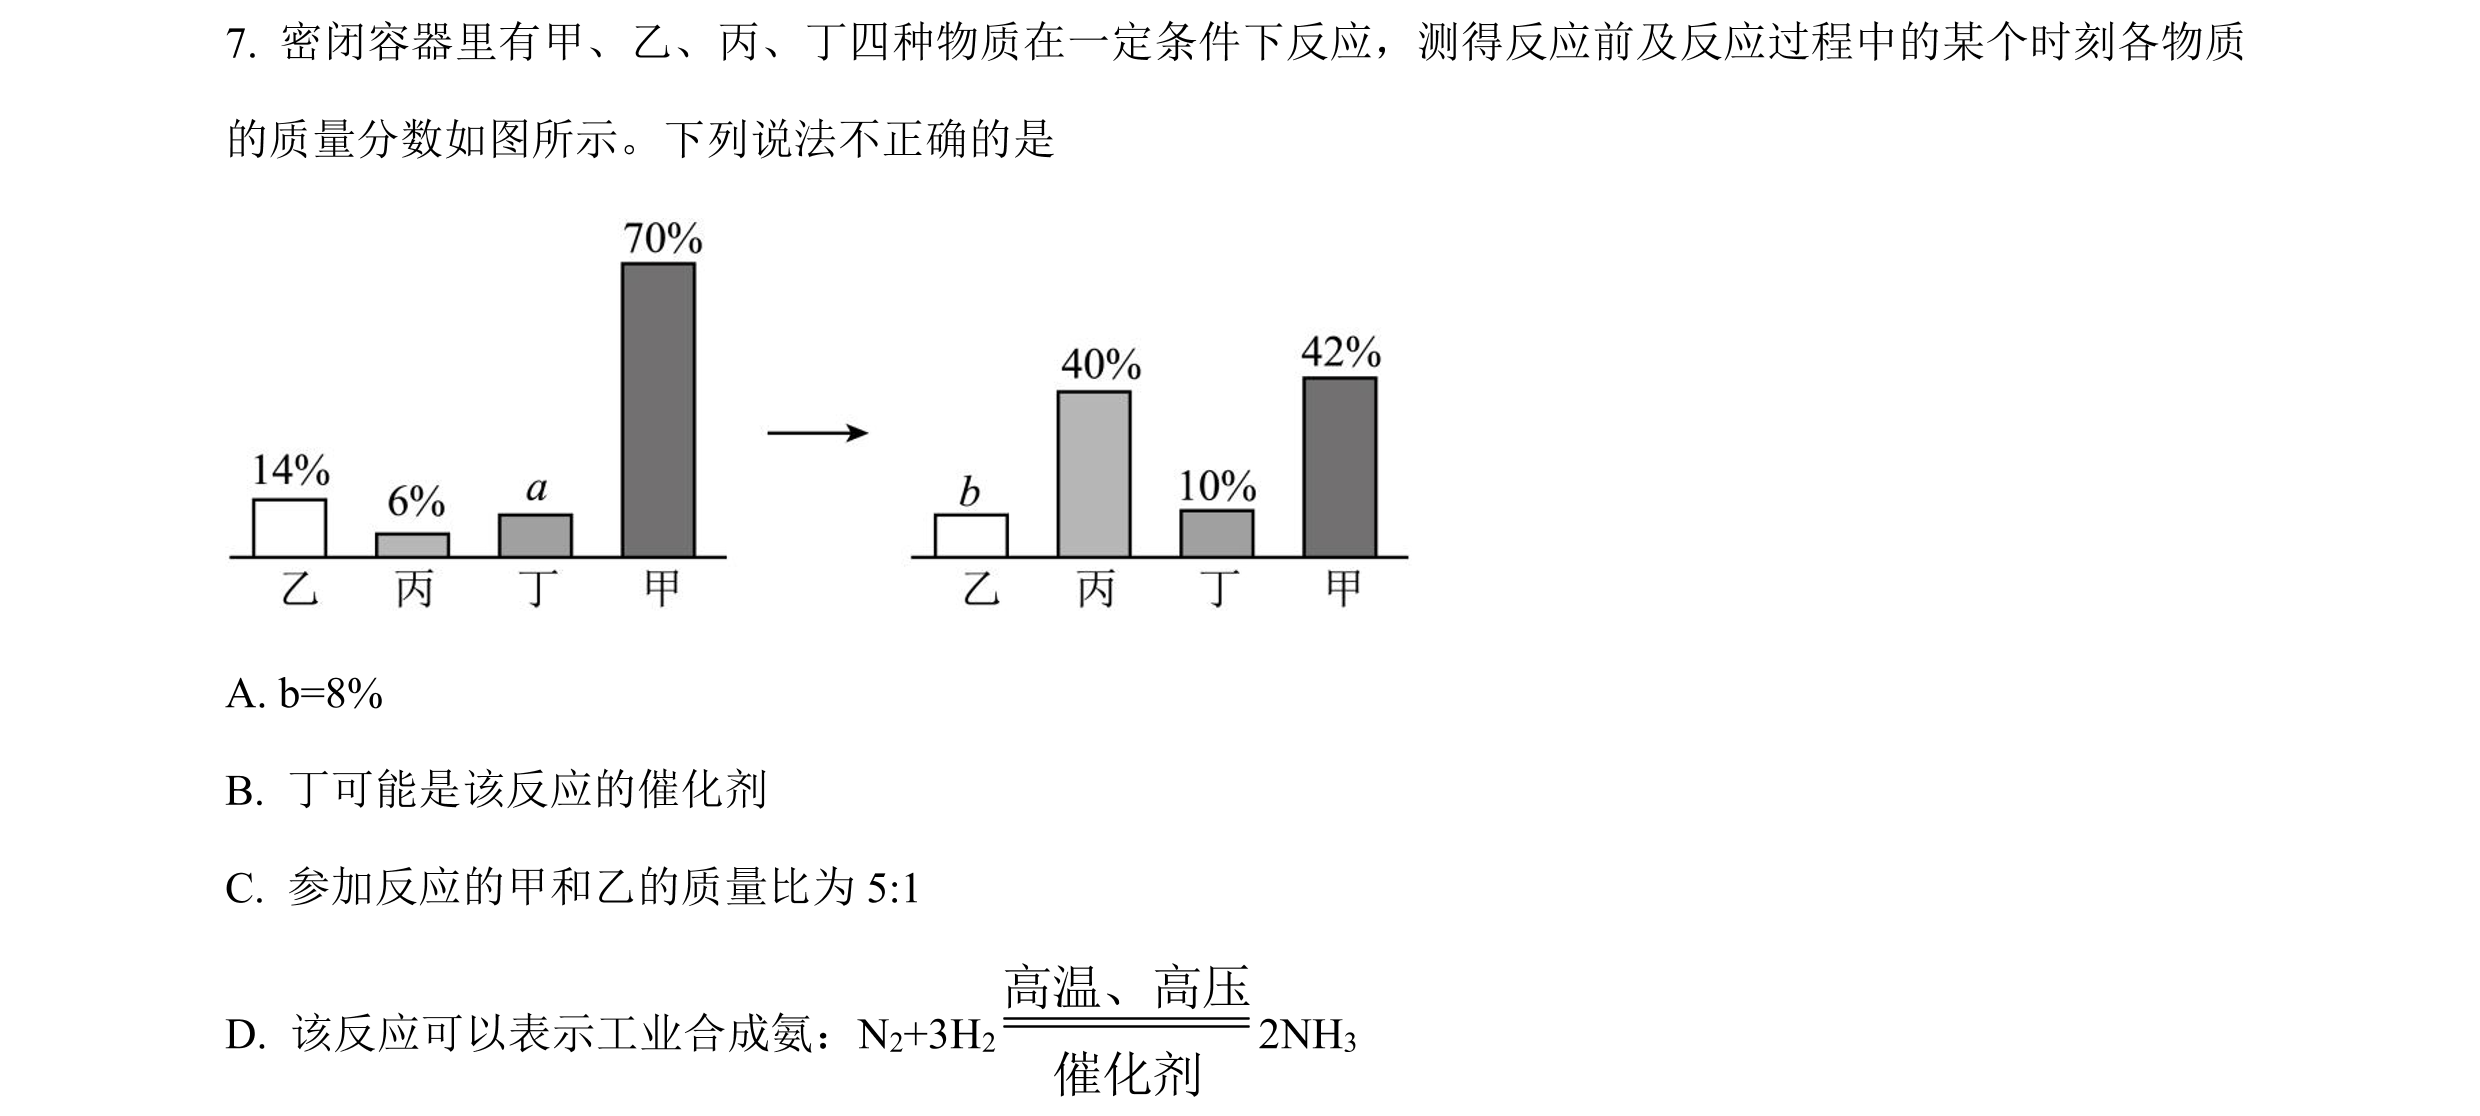 7. 密闭容器里有甲、乙、丙、丁四种物质在一定条件下反应，测得反应前及反应过程中的某个时刻各物质
的质量分数如图所示。下列说法不正确的是
14% 6% a 70%
乙 丙 丁 甲
b 40% 10% 42%
乙 丙 丁 甲
A. b=8%
B. 丁可能是该反应的催化剂
C. 参加反应的甲和乙的质量比为 5:1
高温、高压
D. 该反应可以表示工业合成氨：N₂+3H₂ 2NH₃
催化剂